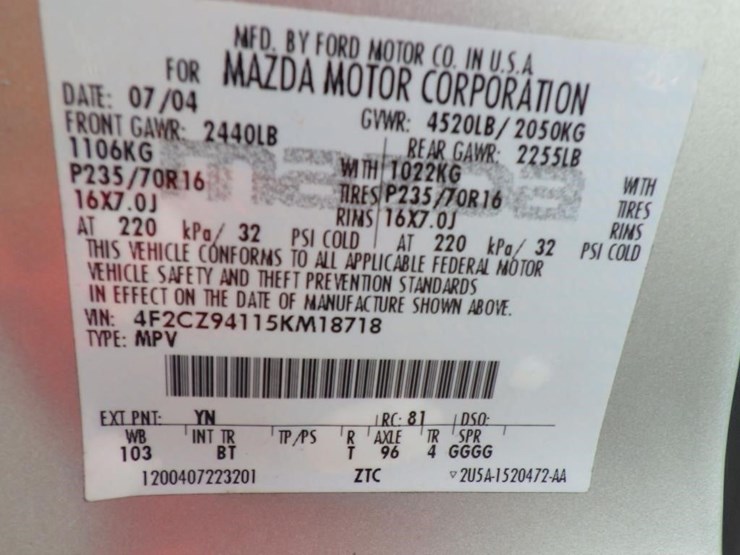 MFD. BY FORD MOTOR CO. IN U.S.A.
FOR MAZDA MOTOR CORPORATION
DATE: 07/04 GVWR: 4520LB/ 2050KG
FRONT GAWR: 2440LB REAR GAWR: 2255LB
1106KG WITH 1022KG WITH
P235/70R16 TIRES P235/70R16 TIRES
16X7.0J RIMS 16X7.0J RIMS
AT 220 kPa/ 32 PSI COLD AT 220 kPa/ 32 PSI COLD
THIS VEHICLE CONFORMS TO ALL APPLICABLE FEDERAL MOTOR
VEHICLE SAFETY AND THEFT PREVENTION STANDARDS
IN EFFECT ON THE DATE OF MANUFACTURE SHOWN ABOVE.
VIN: 4F2CZ94115KM18718
TYPE: MPV
EXT PNT: YN RC: 81 DSO:
WB INT TR TP/PS R AXLE TR SPR
103 BT T 96 4 GGGG
1200407223201 ZTC ▽2U5A-1520472-AA
mazda